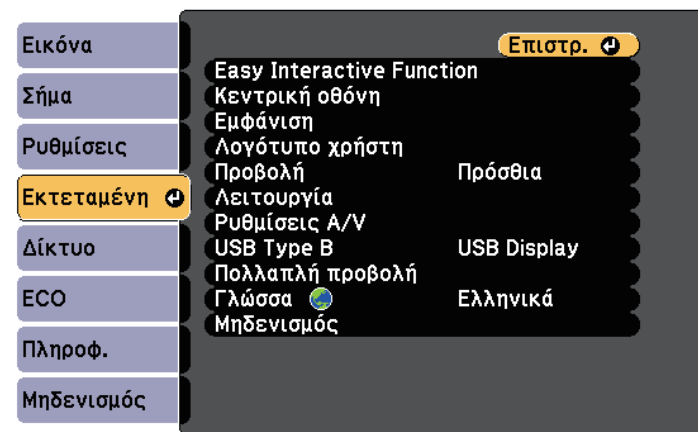 Εικόνα
Σήμα
Ρυθμίσεις
Εκτεταμένη
Δίκτυο
ECO
Πληροφ.
Μηδενισμός
Επιστρ.
Easy Interactive Function
Κεντρική οθόνη
Εμφάνιση
Λογότυπο χρήστη
Προβολή Πρόσθια
Λειτουργία
Ρυθμίσεις A/V
USB Type B USB Display
Πολλαπλή προβολή
Γλώσσα Ελληνικά
Μηδενισμός